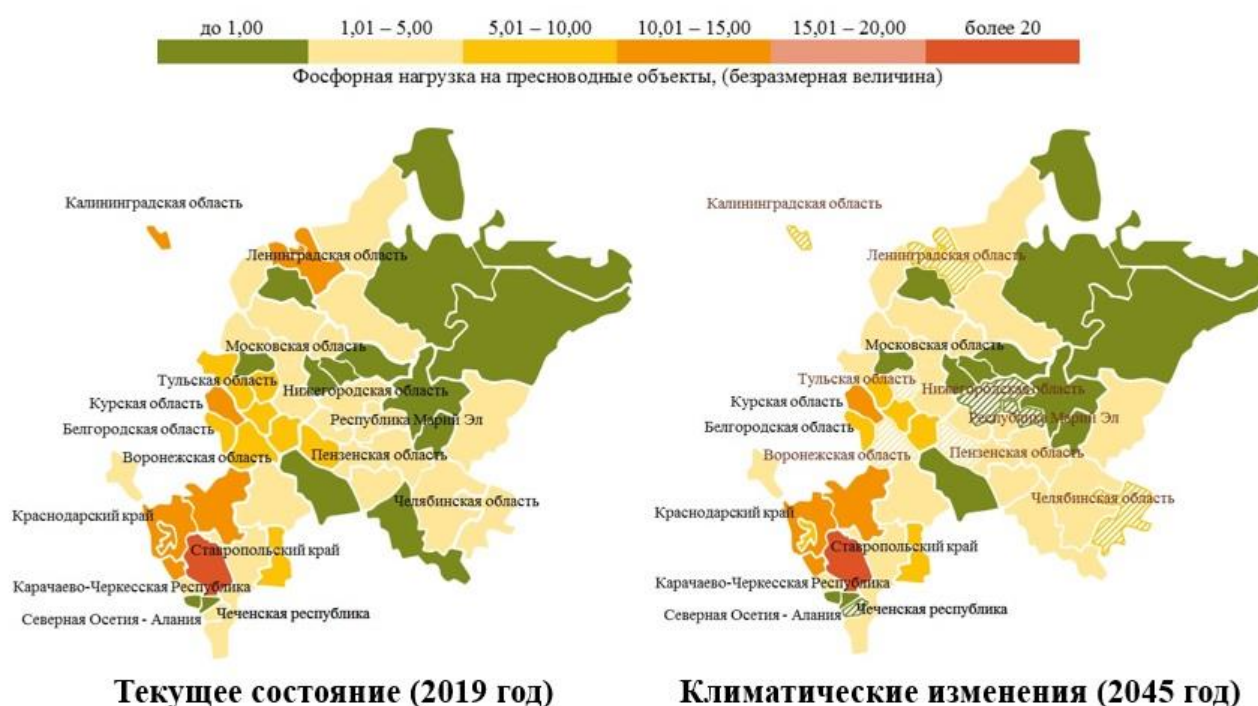 до 1,00 1,01 – 5,00 5,01 – 10,00 10,01 – 15,00 15,01 – 20,00 более 20
Фосфорная нагрузка на пресноводные объекты, (безразмерная величина)
Калининградская область
Ленинградская область
Московская область
Тульская область
Нижегородская область
Курская область
Республика Марий Эл
Белгородская область
Воронежская область
Пензенская область
Челябинская область
Краснодарский край
Ставропольский край
Карачаево-Черкесская Республика
Чеченская республика
Северная Осетия - Алания
Текущее состояние (2019 год)
Калининградская область
Ленинградская область
Московская область
Тульская область
Нижегородская область
Курская область
Республика Марий Эл
Белгородская область
Воронежская область
Пензенская область
Челябинская область
Краснодарский край
Ставропольский край
Карачаево-Черкесская Республика
Чеченская республика
Северная Осетия - Алания
Климатические изменения (2045 год)